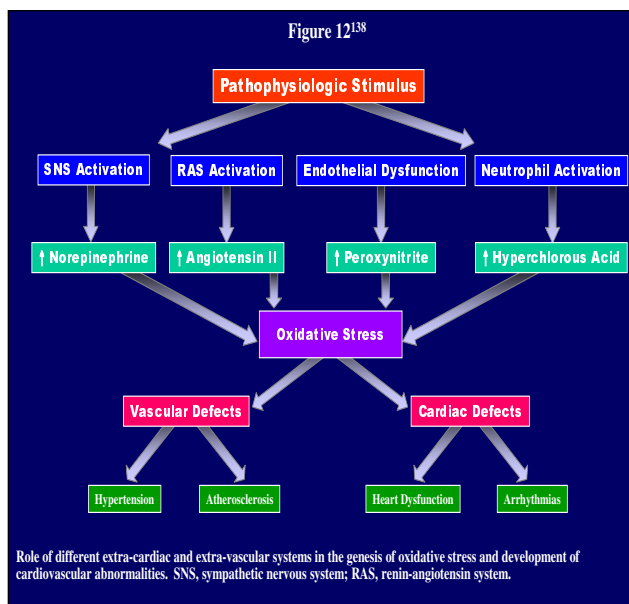 Figure 12¹³⁸
Pathophysiologic Stimulus
SNS Activation
RAS Activation
Endothelial Dysfunction
Neutrophil Activation
↑ Norepinephrine
↑ Angiotensin II
↑ Peroxynitrite
↑ Hyperchlorous Acid
Oxidative Stress
Vascular Defects
Cardiac Defects
Hypertension
Atherosclerosis
Heart Dysfunction
Arrhythmias
Role of different extra-cardiac and extra-vascular systems in the genesis of oxidative stress and development of
cardiovascular abnormalities. SNS, sympathetic nervous system; RAS, renin-angiotensin system.